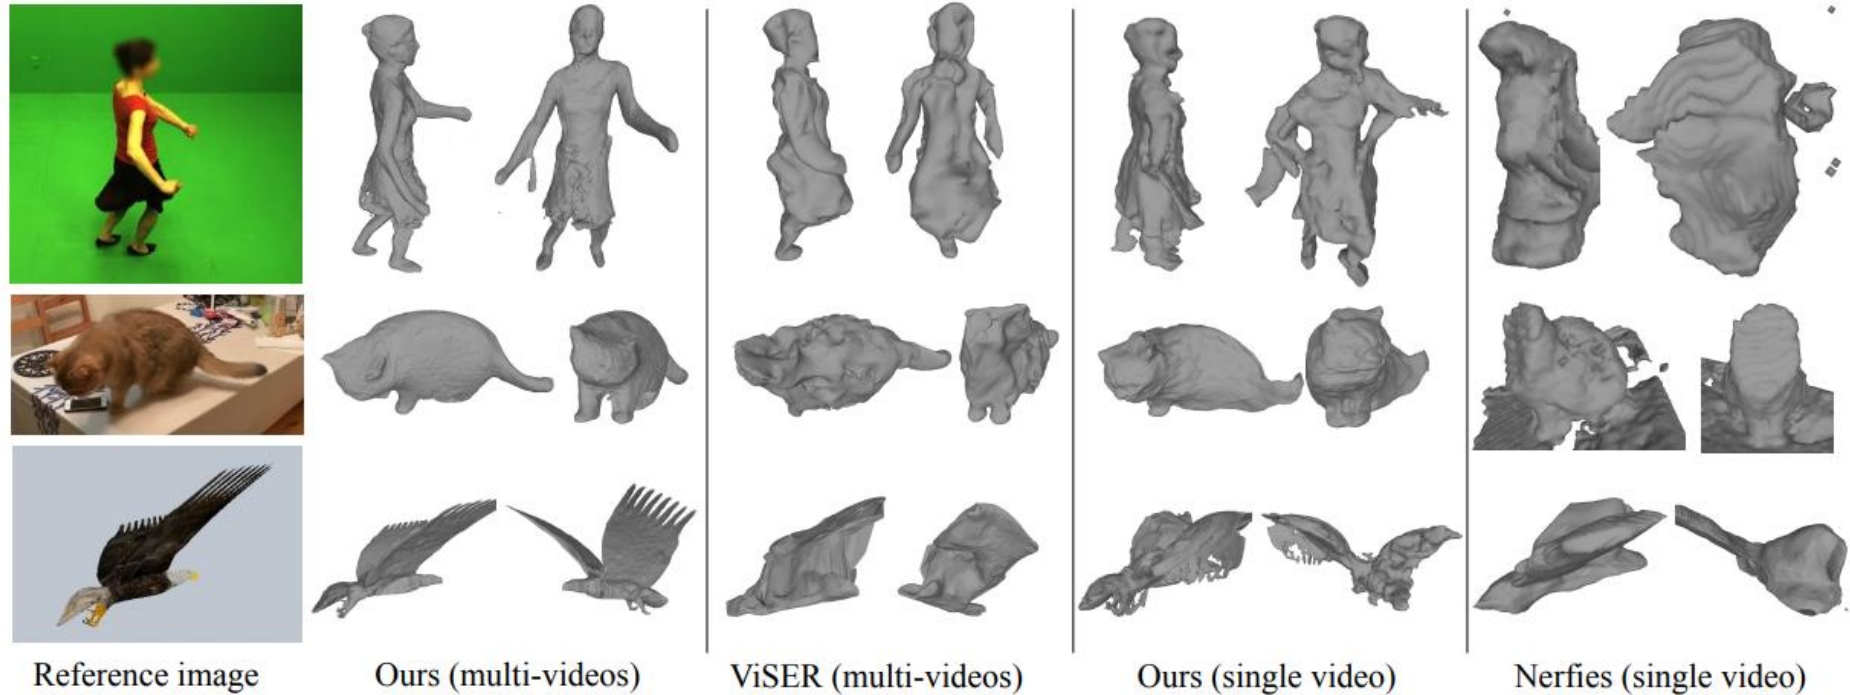 Reference image
Ours (multi-videos)
ViSER (multi-videos)
Ours (single video)
Nerfies (single video)